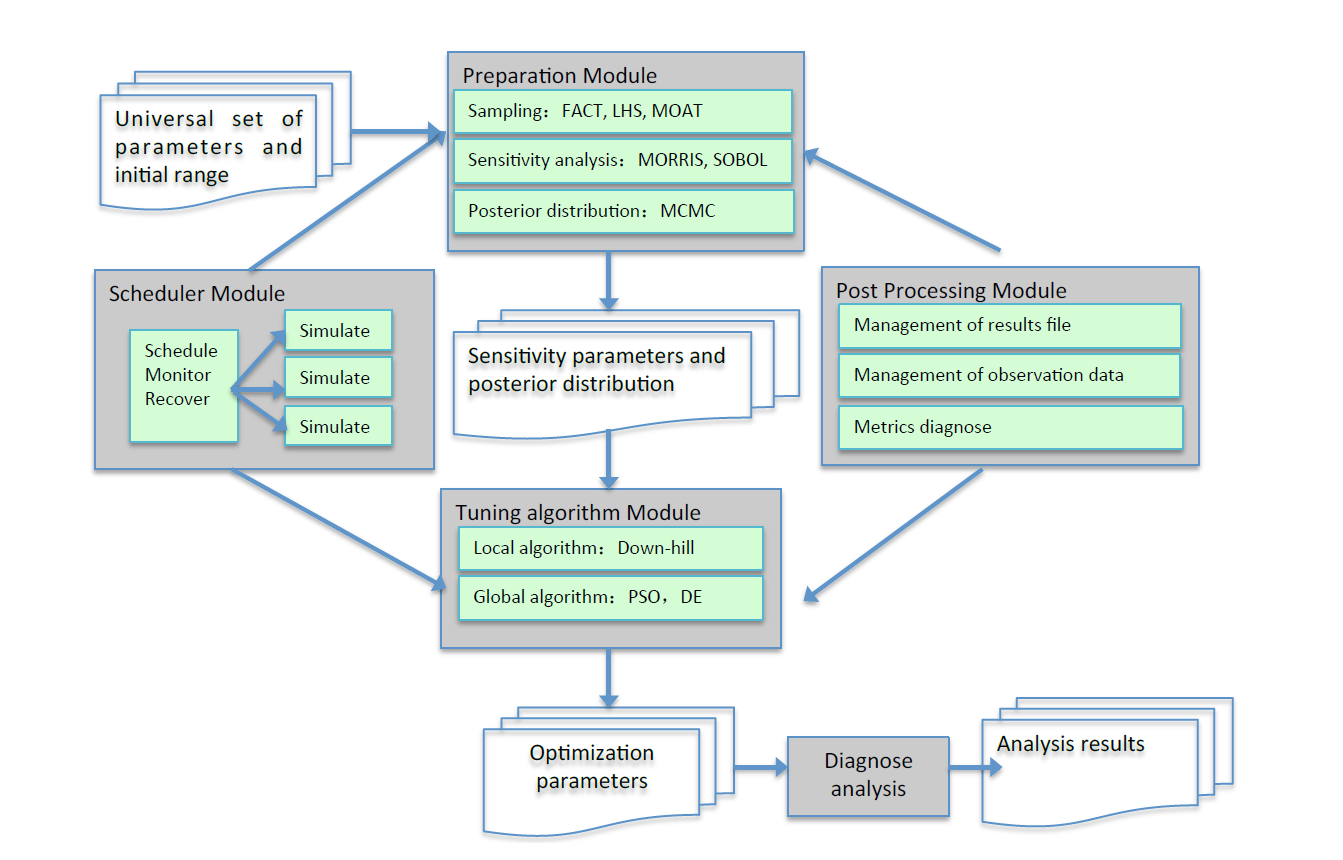 Universal set of
parameters and
initial range
Preparation Module
Sampling：FACT, LHS, MOAT
Sensitivity analysis：MORRIS, SOBOL
Posterior distribution：MCMC
Scheduler Module
Schedule
Monitor
Recover
Simulate
Simulate
Simulate
Sensitivity parameters and
posterior distribution
Post Processing Module
Management of results file
Management of observation data
Metrics diagnose
Tuning algorithm Module
Local algorithm：Down-hill
Global algorithm：PSO，DE
Optimization
parameters
Diagnose
analysis
Analysis results